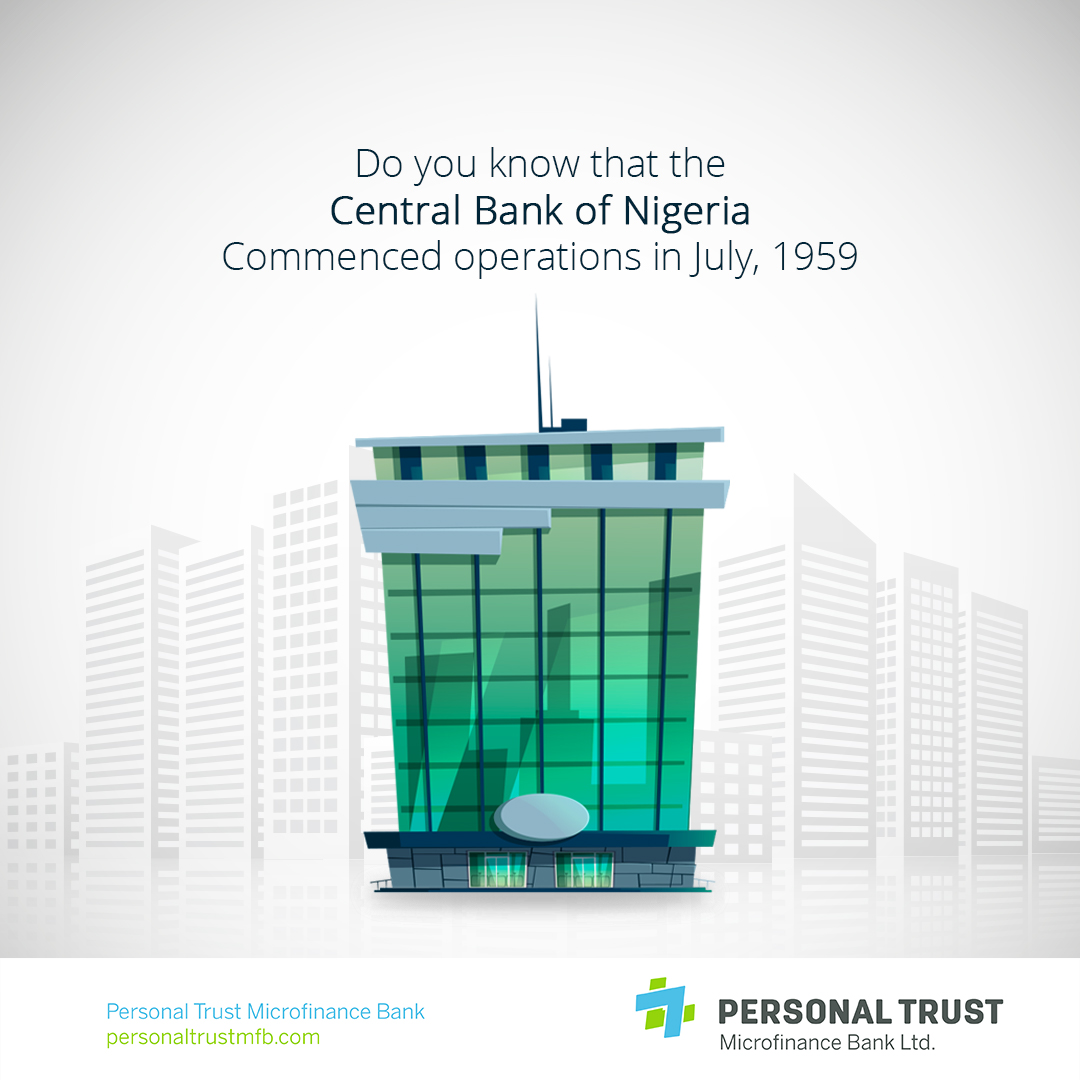 Do you know that the
Central Bank of Nigeria
Commenced operations in July, 1959
Personal Trust Microfinance Bank
personaltrustmfb.com
PERSONAL TRUST
Microfinance Bank Ltd.